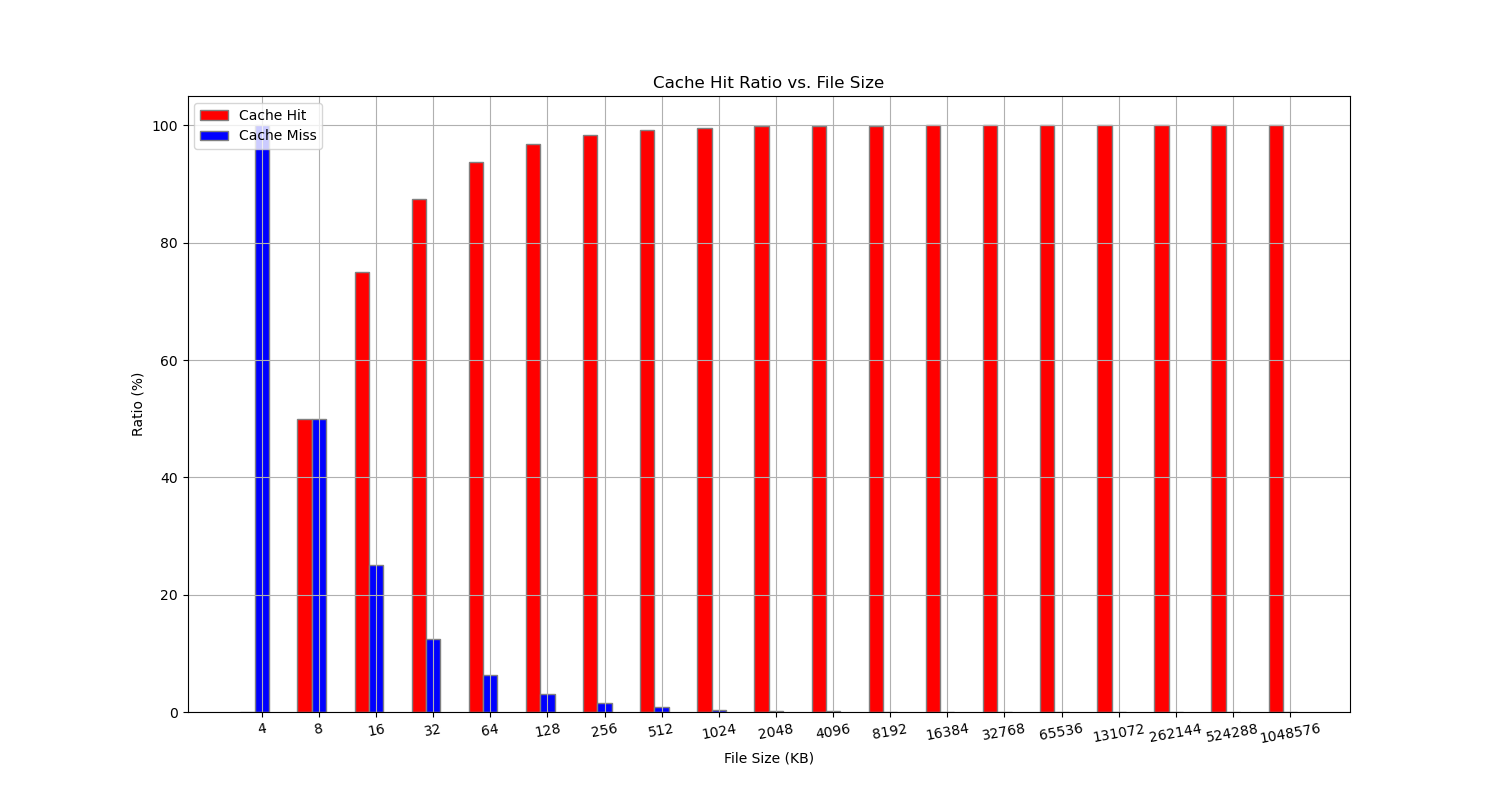 Cache Hit Ratio vs. File Size
Cache Hit
Cache Miss
100
80
60
40
20
0
Ratio (%)
4 8 16 32 64 128 256 512 1024 2048 4096 8192 16384 32768 65536 131072 262144 524288 1048576
File Size (KB)